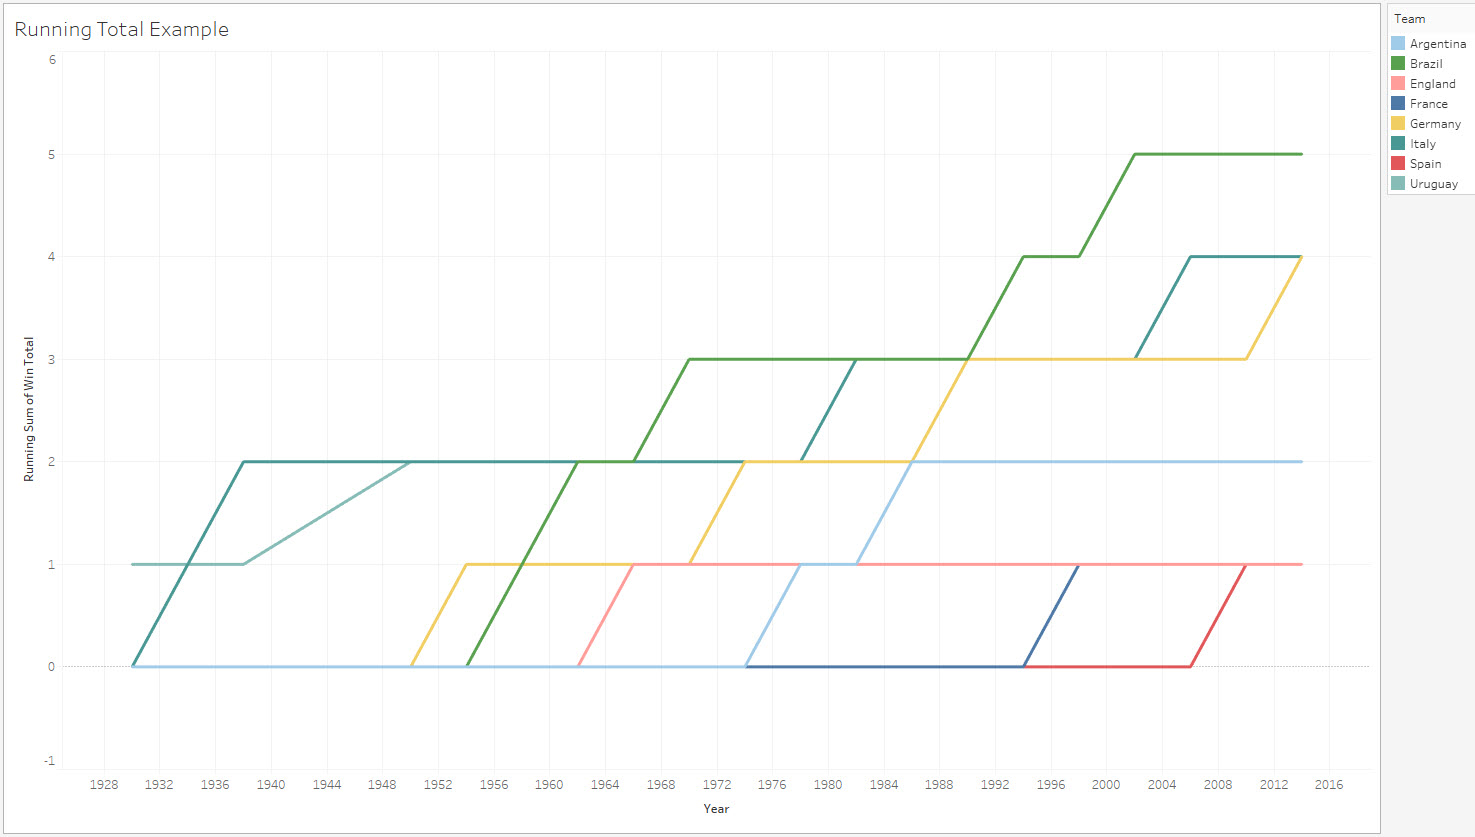 Running Total Example
6
5
4
3
2
1
0
-1
Running Sum of Win Total
1928 1932 1936 1940 1944 1948 1952 1956 1960 1964 1968 1972 1976 1980 1984 1988 1992 1996 2000 2004 2008 2012 2016
Year
Team
Argentina
Brazil
England
France
Germany
Italy
Spain
Uruguay